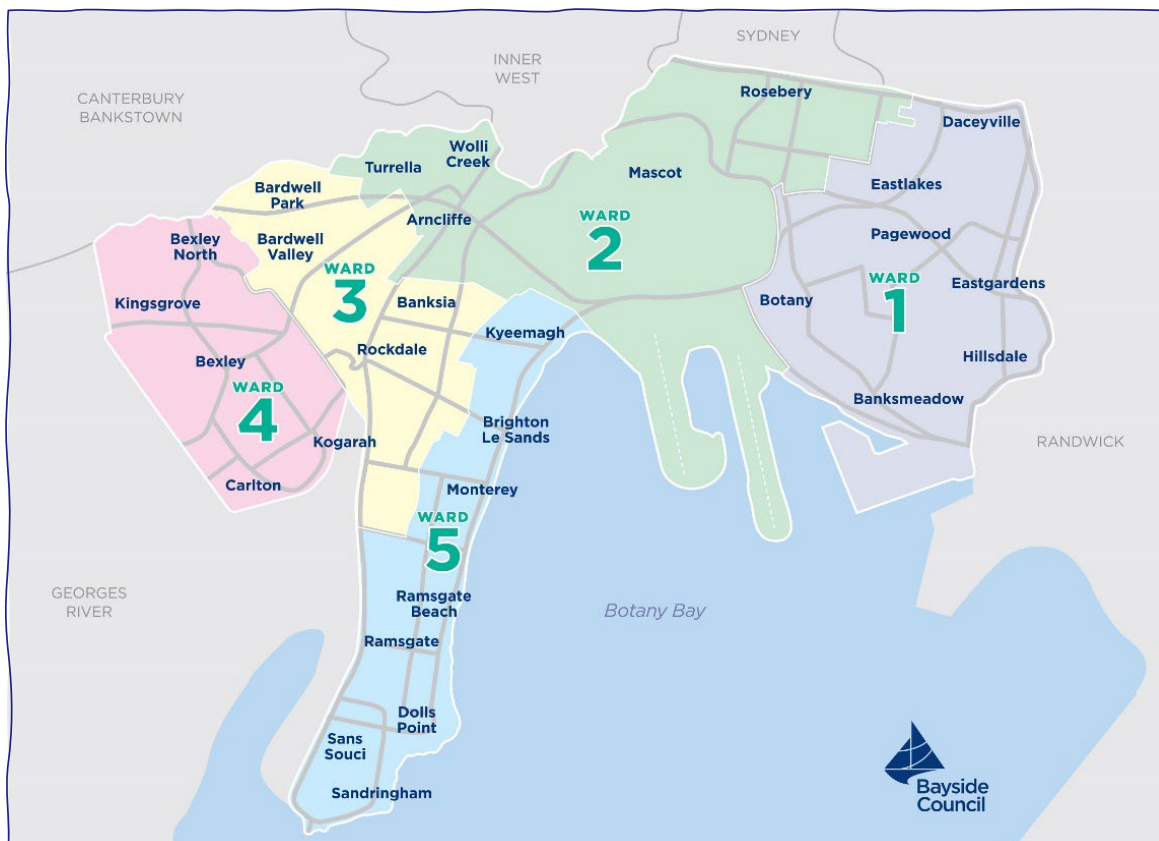 SYDNEY
INNER
WEST
CANTERBURY
BANKSTOWN
Rosebery
Daceyville
Wolli
Creek
Turrella
Mascot
Eastlakes
Bardwell
Park
Arncliffe
WARD
2
Pagewood
Bexley
North
Bardwell
Valley
WARD
3
Kingsgrove
Banksia
Botany
WARD
1
Eastgardens
Kyeemagh
Rockdale
Bexley
Hillsdale
WARD
4
Banksmeadow
Brighton
Le Sands
Kogarah
RANDWICK
Carlton
Monterey
WARD
5
GEORGES
RIVER
Ramsgate
Beach
Botany Bay
Ramsgate
Dolls
Point
Sans
Souci
Sandringham
Bayside
Council